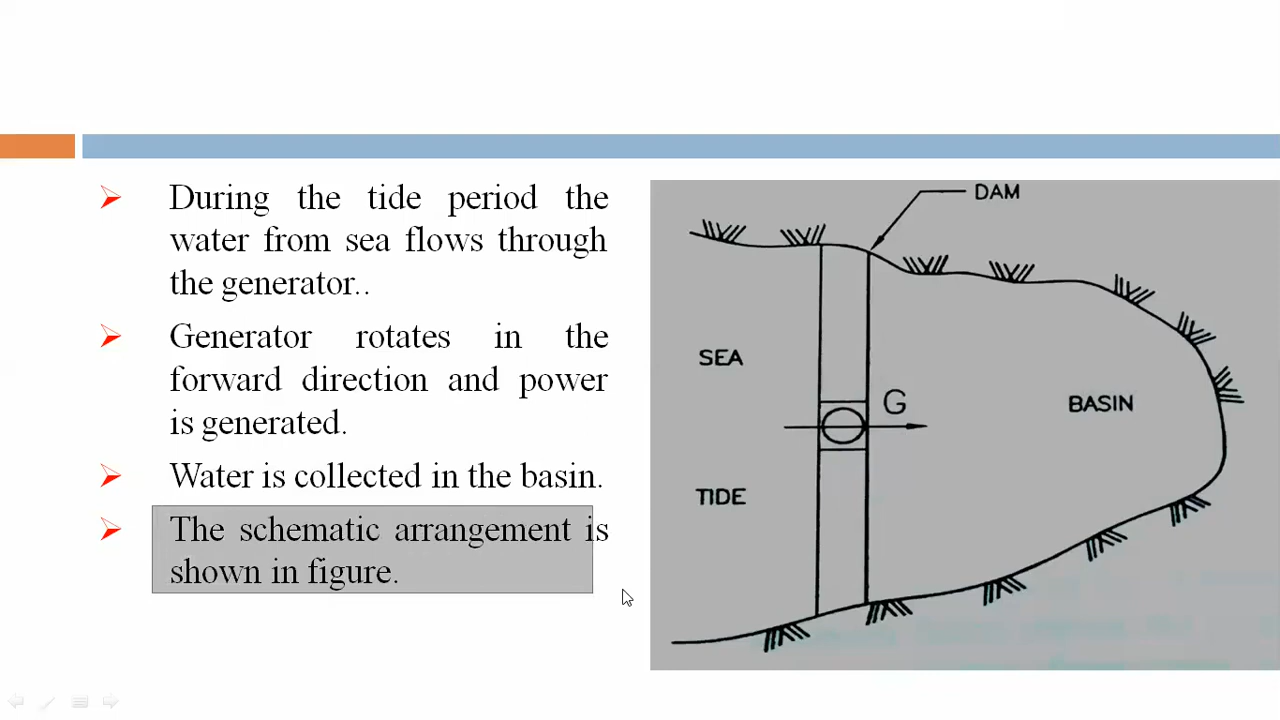 During the tide period the
water from sea flows through
the generator..
Generator rotates in the
forward direction and power
is generated.
Water is collected in the basin.
The schematic arrangement is
shown in figure.
DAM
SEA
G
BASIN
TIDE